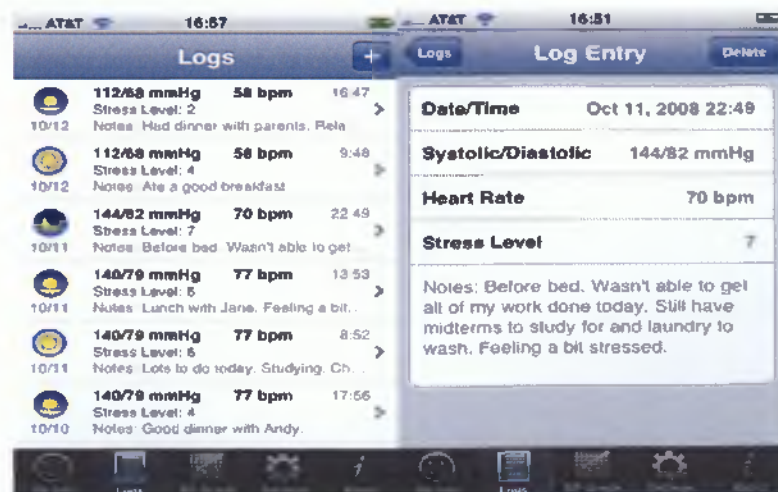 AT&T 16:57
Logs
+
112/68 mmHg 58 bpm 16:47
Stress Level: 2
10/12 Notes: Had dinner with parents. Rela
112/68 mmHg 58 bpm 9:48
Stress Level: 4
10/12 Notes: Ate a good breakfast
144/82 mmHg 70 bpm 22:49
Stress Level: 7
10/11 Notes: Before bed. Wasn't able to get
140/79 mmHg 77 bpm 13:53
Stress Level:
10/11 Notes: Lunch with Jane. Feeling a bit..
140/79 mmHg 77 bpm 8:52
Stress Level:
10/11 Notes: Lots to do today. Studying. Ch...
140/79 mmHg 77 bpm 17:56
Stress Level: 4
10/10 Notes: Good dinner with Andy.
Logs
AT&T 16:51
Logs Log Entry Delete
Date/Time Oct 11, 2008 22:49
Systolic/Diastolic 144/82 mmHg
Heart Rate 70 bpm
Stress Level 7
Notes: Before bed. Wasn't able to get
all of my work done today. Still have
midterms to study for and laundry to
wash. Feeling a bit stressed.
Logs